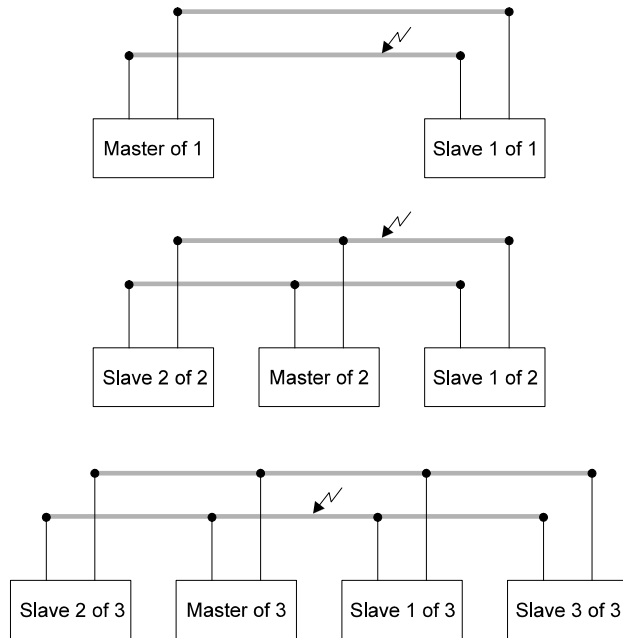 Master of 1
Slave 1 of 1
Slave 2 of 2
Master of 2
Slave 1 of 2
Slave 2 of 3
Master of 3
Slave 1 of 3
Slave 3 of 3